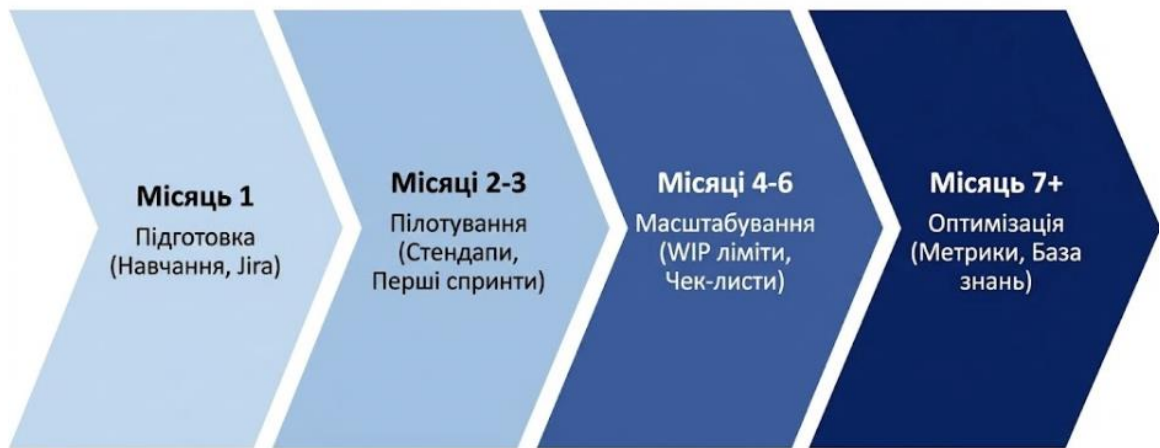 Місяць 1
Підготовка
(Навчання, Jira)
Місяці 2-3
Пілотування
(Стендапи,
Перші спринти)
Місяці 4-6
Масштабування
(WIP ліміти,
Чек-листи)
Місяць 7+
Оптимізація
(Метрики, База
знань)